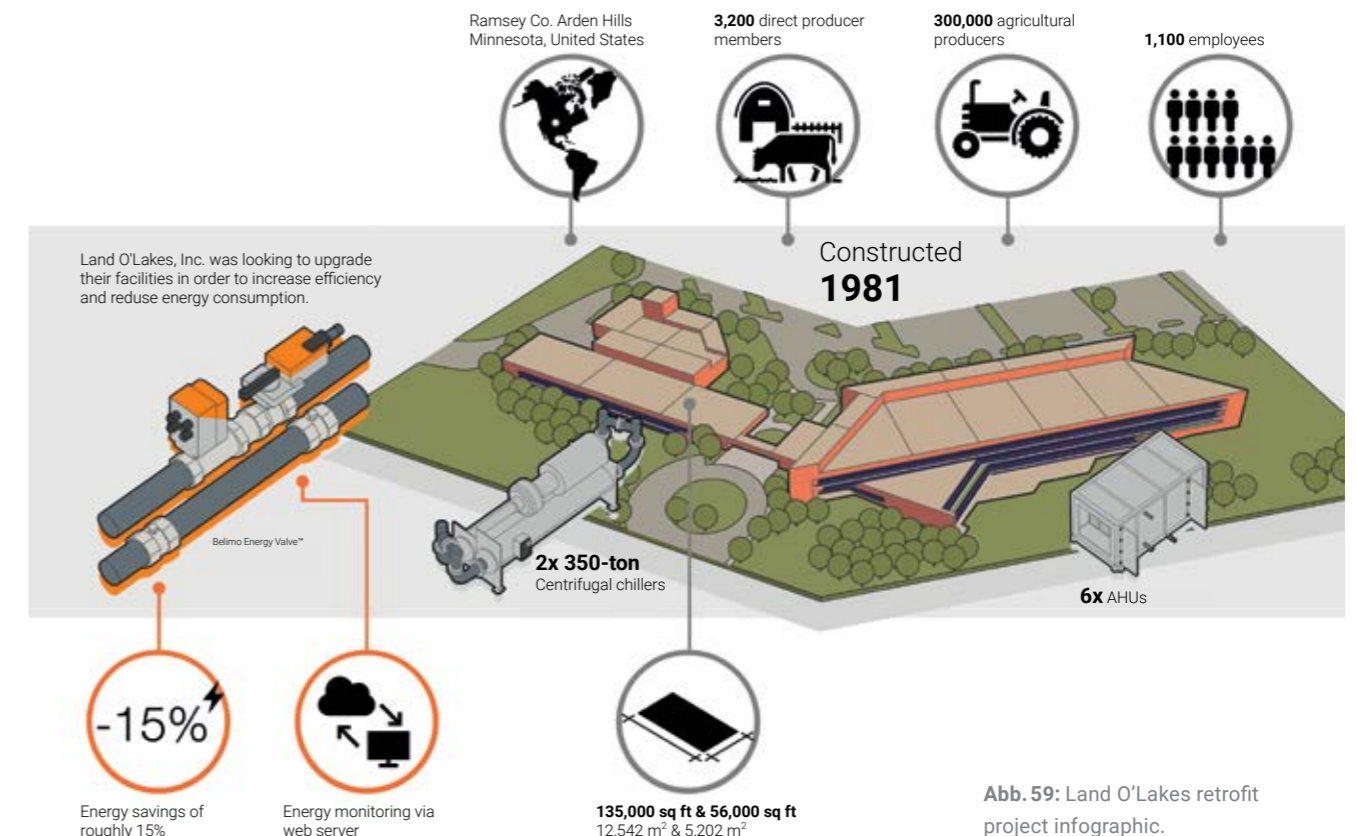 Ramsey Co. Arden Hills
Minnesota, United States
3,200 direct producer
members
300,000 agricultural
producers
1,100 employees
Land O'Lakes, Inc. was looking to upgrade
their facilities in order to increase efficiency
and reduse energy consumption.
Constructed
1981
Belimo Energy Valve™
2x 350-ton
Centrifugal chillers
6x AHUs
-15%
Energy savings of
roughly 15%
Energy monitoring via
web server
135,000 sq ft & 56,000 sq ft
12.542 m² & 5.202 m²
Abb. 59: Land O’Lakes retrofit
project infographic.